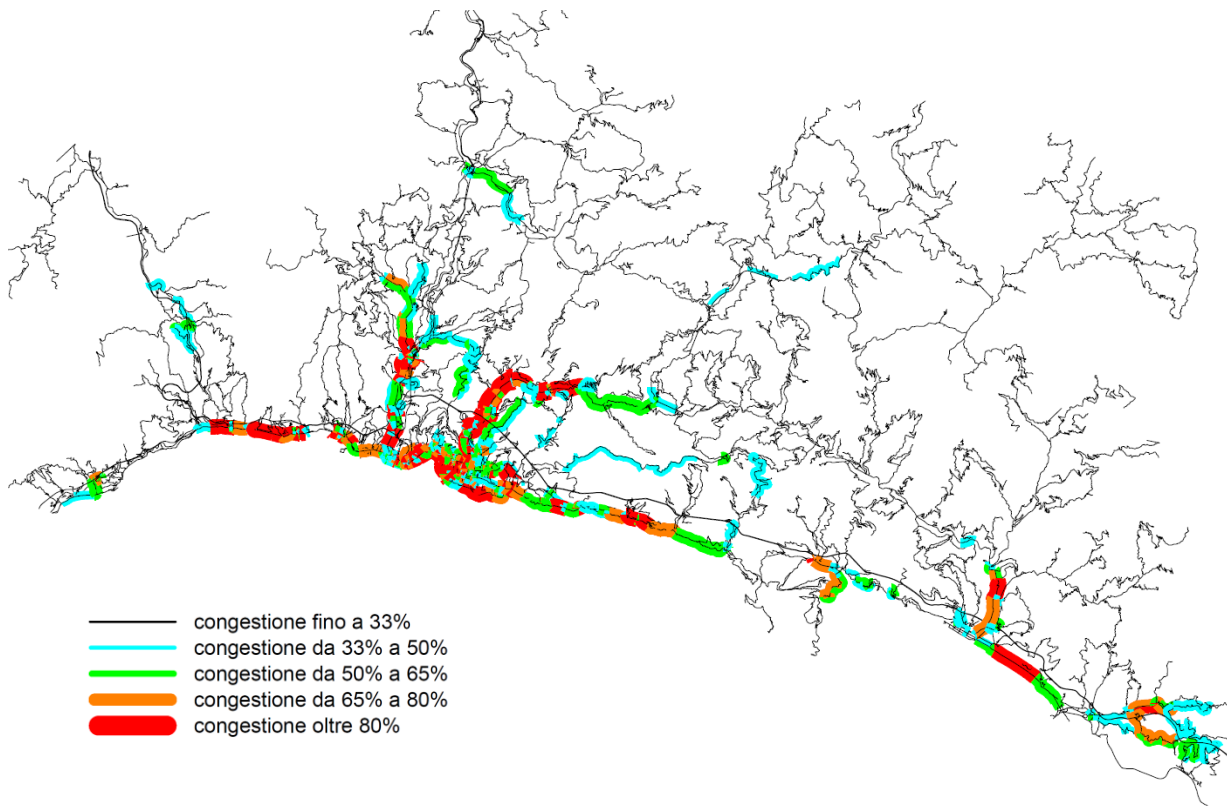 congestione fino a 33%
congestione da 33% a 50%
congestione da 50% a 65%
congestione da 65% a 80%
congestione oltre 80%